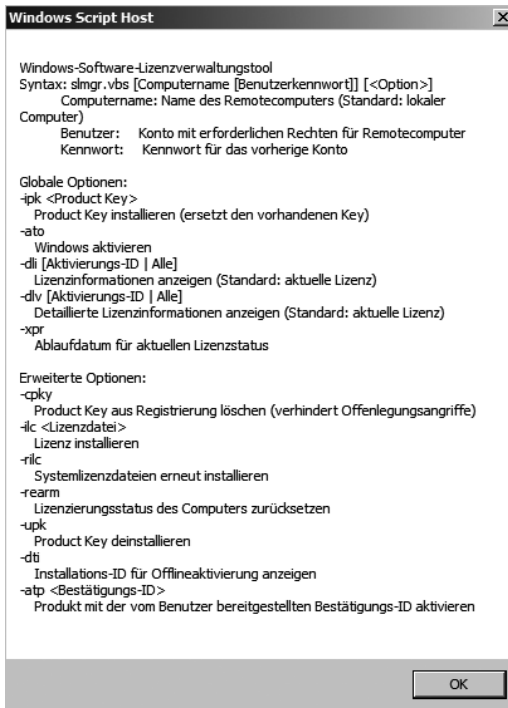 Windows Script Host
Windows-Software-Lizenzverwaltungstool
Syntax: slmgr.vbs [Computername [Benutzerkennwort]] [<Option>]
Computername: Name des Remotecomputers (Standard: lokaler
Computer)
Benutzer: Konto mit erforderlichen Rechten für Remotecomputer
Kennwort: Kennwort für das vorherige Konto
Globale Optionen:
-ipk <Product Key>
Product Key installieren (ersetzt den vorhandenen Key)
-ato
Windows aktivieren
-dli [Aktivierungs-ID | Alle]
Lizenzinformationen anzeigen (Standard: aktuelle Lizenz)
-dlv [Aktivierungs-ID | Alle]
Detaillierte Lizenzinformationen anzeigen (Standard: aktuelle Lizenz)
-xpr
Ablaufdatum für aktuellen Lizenzstatus
Erweiterte Optionen:
-cpky
Product Key aus Registrierung löschen (verhindert Offenlegungsangriffe)
-ilc <Lizenzdatei>
Lizenz installieren
-rilc
Systemlizenzdateien erneut installieren
-rearm
Lizenzierungsstatus des Computers zurücksetzen
-upk
Product Key deinstallieren
-dti
Installations-ID für Offlineaktivierung anzeigen
-atp <Bestätigungs-ID>
Produkt mit der vom Benutzer bereitgestellten Bestätigungs-ID aktivieren
OK